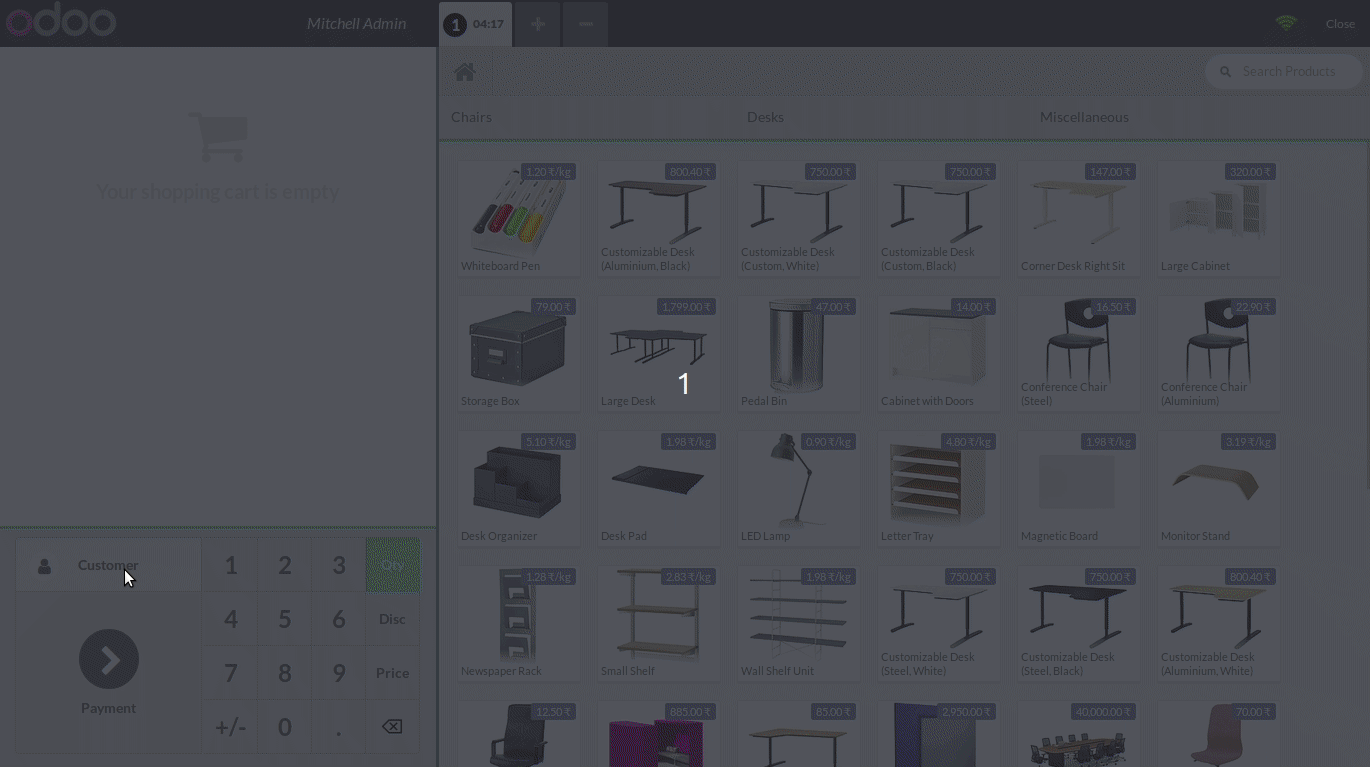 odoo
Mitchell Admin
1 04:17
Close
Search Products
Chairs Desks Miscellaneous
Your shopping cart is empty
1.20 ₹/kg 800.40 ₹ 750.00 ₹ 750.00 ₹ 147.00 ₹ 320.00 ₹
Whiteboard Pen
Customizable Desk
(Aluminium, Black)
Customizable Desk
(Custom, White)
Customizable Desk
(Custom, Black)
Corner Desk Right Sit
Large Cabinet
79.00 ₹ 1,799.00 ₹ 47.00 ₹ 14.00 ₹ 16.50 ₹ 22.90 ₹
Storage Box
Large Desk
1
Pedal Bin
Cabinet with Doors
Conference Chair
(Steel)
Conference Chair
(Aluminium)
5.10 ₹/kg 1.98 ₹/kg 0.90 ₹/kg 4.80 ₹/kg 1.98 ₹/kg 3.19 ₹/kg
Desk Organizer
Desk Pad
LED Lamp
Letter Tray
Magnetic Board
Monitor Stand
1.28 ₹/kg 2.83 ₹/kg 1.98 ₹/kg 750.00 ₹ 750.00 ₹ 800.40 ₹
Newspaper Rack
Small Shelf
Wall Shelf Unit
Customizable Desk
(Steel, White)
Customizable Desk
(Steel, Black)
Customizable Desk
(Aluminium, White)
12.50 ₹ 885.00 ₹ 85.00 ₹ 2,950.00 ₹ 40,000.00 ₹ 70.00 ₹
Customer
1 2 3 Qty
4 5 6 Disc
7 8 9 Price
Payment
+/- 0 .